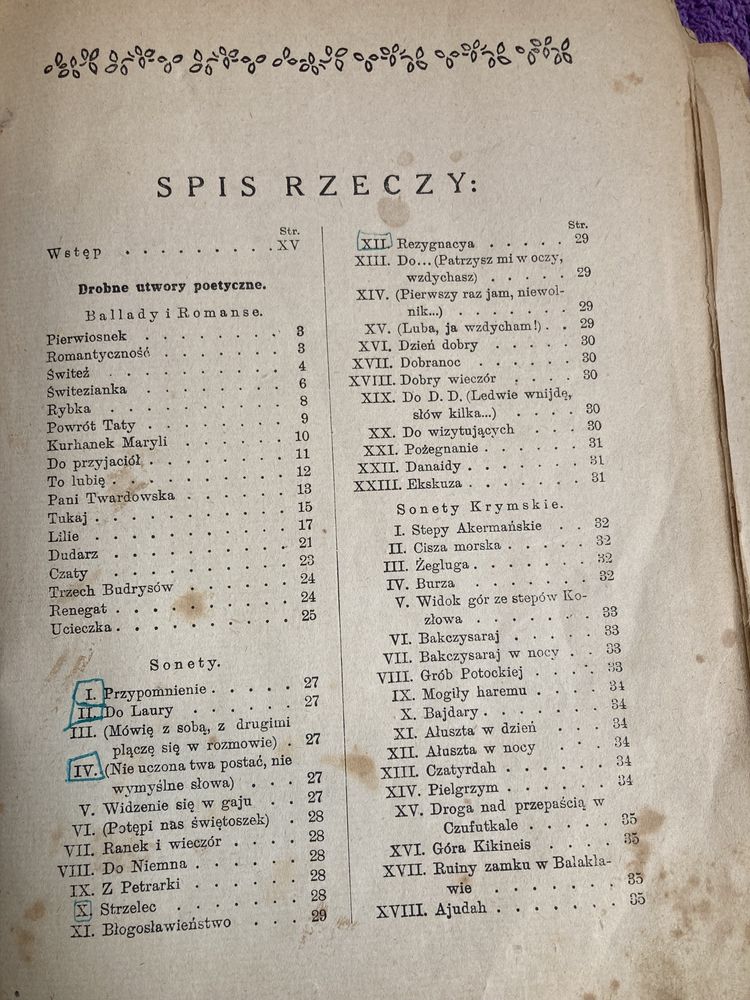 SPIS RZECZY:
Str.
Wstęp . . . . . . . . . XV
Drobne utwory poetyczne.
Ballady i Romanse.
Pierwiosnek . . . . . . . 3
Romantyczność . . . . . . 3
Świteź . . . . . . . . . 4
Świtezianka . . . . . . . 6
Rybka . . . . . . . . . 8
Powrót Taty . . . . . . . 9
Kurhanek Maryli . . . . . 10
Do przyjaciół . . . . . . . 11
To lubię . . . . . . . . . 12
Pani Twardowska . . . . . 13
Tukaj . . . . . . . . . . 15
Lilie . . . . . . . . . . 17
Dudarz . . . . . . . . . 21
Czaty . . . . . . . . . 23
Trzech Budrysów . . . . . 24
Renegat . . . . . . . . . 24
Ucieczka . . . . . . . . . 25
Sonety.
I. Przypomnienie . . . . . 27
II. Do Laury . . . . . . 27
III. (Mówię z sobą, z drugimi
plączę się w rozmowie) . 27
IV. (Nie uczona twa postać, nie
wymyślne słowa) . . . 27
V. Widzenie się w gaju . . 27
VI. (Potępi nas świętoszek) . 28
VII. Ranek i wieczór . . . . 28
VIII. Do Niemna . . . . . . 28
IX. Z Petrarki . . . . . . 28
X. Strzelec . . . . . . . 28
XI. Błogosławieństwo . . . 29
Str.
XII. Rezygnacya . . . . . 29
XIII. Do... (Patrzysz mi w oczy,
wzdychasz) . . . . . 29
XIV. (Pierwszy raz jam, niewol-
nik...) . . . . . . . 29
XV. (Luba, ja wzdycham!) . . 29
XVI. Dzień dobry . . . . . 30
XVII. Dobranoc . . . . . . 30
XVIII. Dobry wieczór . . . . 30
XIX. Do D. D. (Ledwie wnijdę,
słów kilka...) . . . . 30
XX. Do wizytujących . . . 30
XXI. Pożegnanie . . . . . . 31
XXII. Danaidy . . . . . . . 31
XXIII. Ekskuza . . . . . . . 31
Sonety Krymskie.
I. Stepy Akermańskie . . 32
II. Cisza morska . . . . . 32
III. Żegluga . . . . . . . 32
IV. Burza . . . . . . . 32
V. Widok gór ze stepów Ko-
złowa . . . . . . . 33
VI. Bakczysaraj . . . . . 33
VII. Bakczysaraj w nocy . . 33
VIII. Grób Potockiej . . . . 33
IX. Mogiły haremu . . . . 34
X. Bajdary . . . . . . . 34
XI. Ałuszta w dzień . . . 34
XII. Ałuszta w nocy . . . 34
XIII. Czatyrdah . . . . . . 34
XIV. Pielgrzym . . . . . . 34
XV. Droga nad przepaścią w
Czufutkale . . . . . 35
XVI. Góra Kikineis . . . . 35
XVII. Ruiny zamku w Balakla-
wie . . . . . . . 35
XVIII. Ajudah . . . . . . . 35